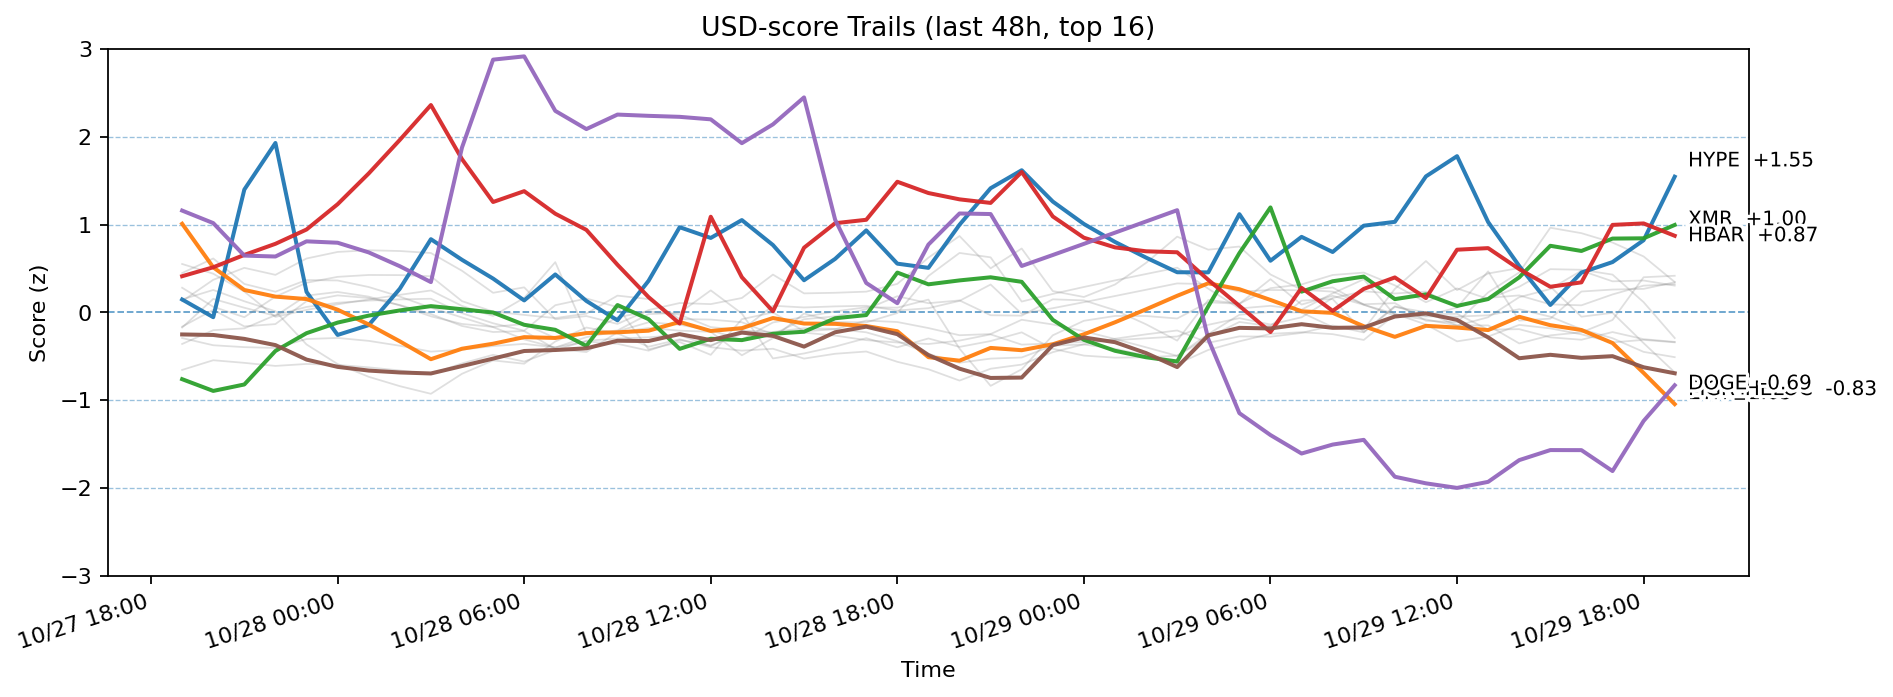 USD-score Trails (last 48h, top 16)
Score (z)
3
2
1
0
−1
−2
−3
HYPE +1.55
XMR +1.00
HBAR +0.87
DOGE -0.69
-0.83
10/27 18:00
10/28 00:00
10/28 06:00
10/28 12:00
10/28 18:00
10/29 00:00
10/29 06:00
10/29 12:00
10/29 18:00
Time